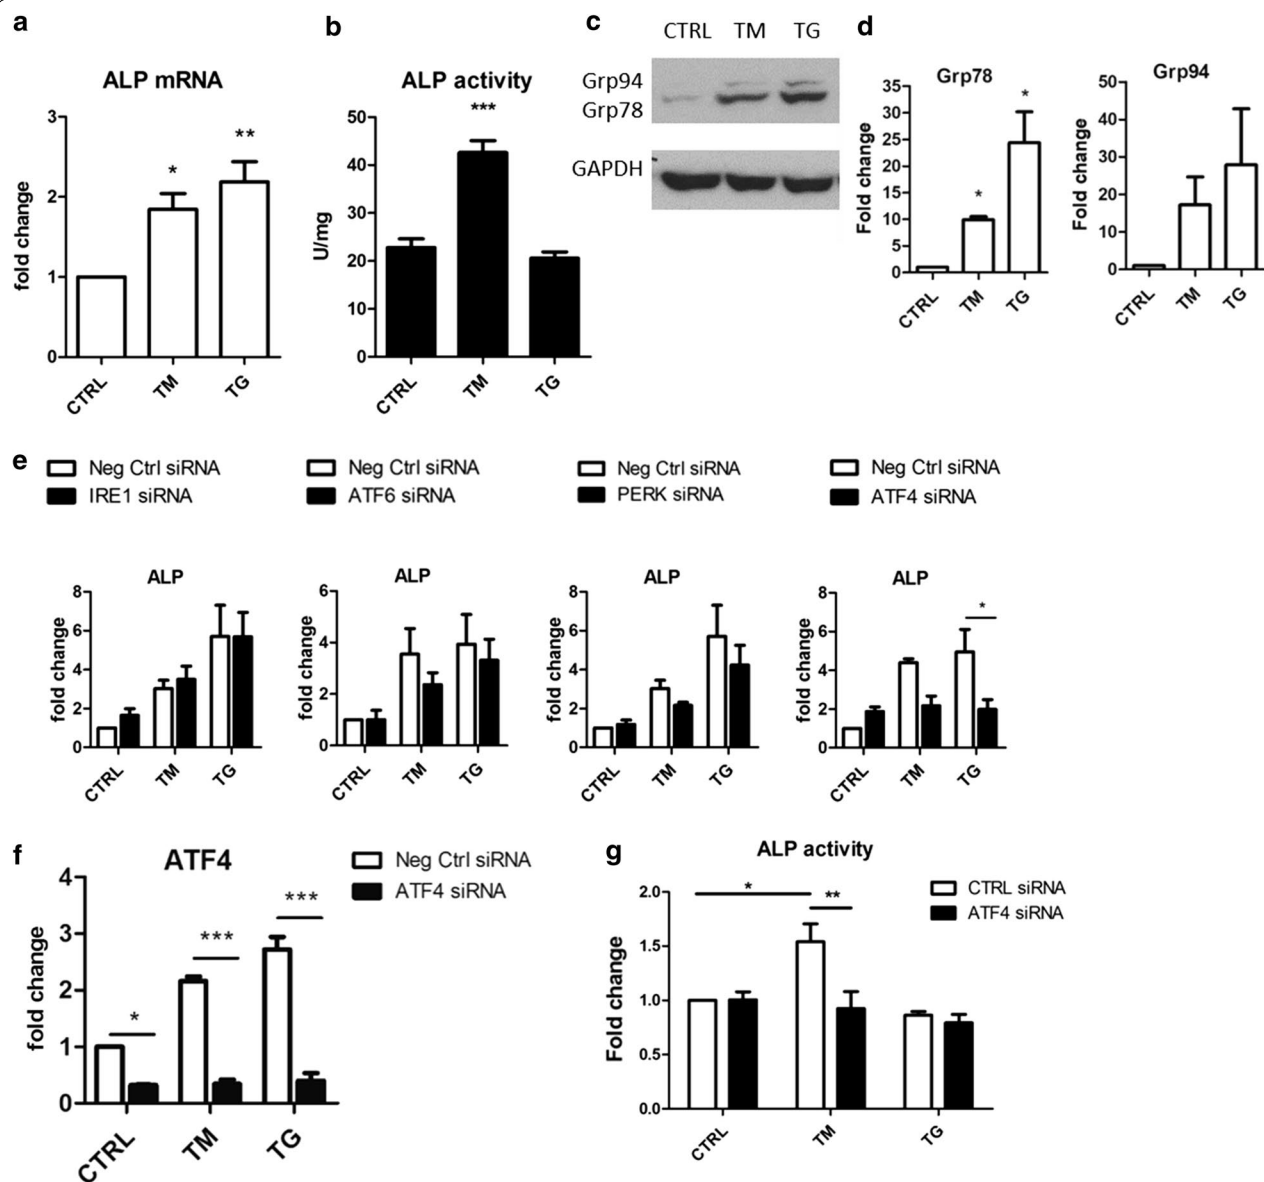 a
ALP mRNA
fold change
3
2
1
0
*
**
CTRL
TM
TG
b
ALP activity
U/mg
50
40
30
20
10
0
***
CTRL
TM
TG
c
CTRL TM TG
Grp94
Grp78
GAPDH
d
Grp78
Fold change
35
30
25
20
15
10
5
0
*
*
CTRL
TM
TG
Grp94
Fold change
50
40
30
20
10
0
CTRL
TM
TG
e
Neg Ctrl siRNA
IRE1 siRNA
ALP
fold change
8
6
4
2
0
CTRL
TM
TG
Neg Ctrl siRNA
ATF6 siRNA
ALP
fold change
6
4
2
0
CTRL
TM
TG
Neg Ctrl siRNA
PERK siRNA
ALP
fold change
8
6
4
2
0
CTRL
TM
TG
Neg Ctrl siRNA
ATF4 siRNA
ALP
fold change
8
6
4
2
0
*
CTRL
TM
TG
f
ATF4
Neg Ctrl siRNA
ATF4 siRNA
fold change
4
3
2
1
0
*
***
***
CTRL
TM
TG
g
ALP activity
CTRL siRNA
ATF4 siRNA
Fold change
2.0
1.5
1.0
0.5
0.0
*
**
CTRL
TM
TG